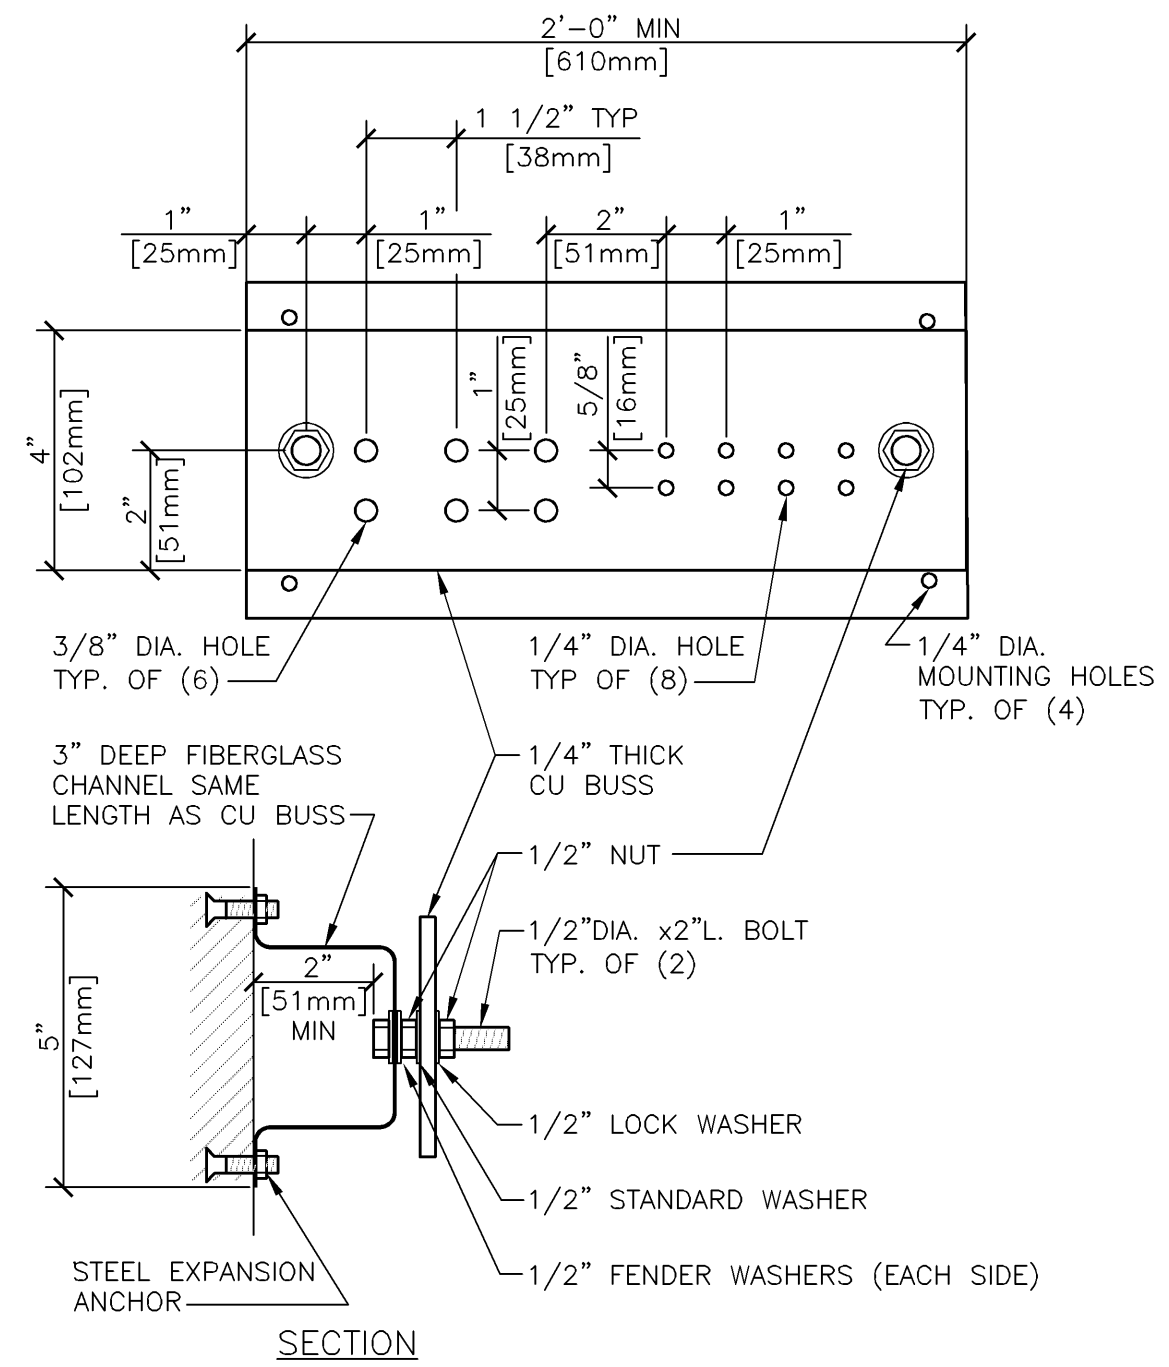 2'-0" MIN
[610mm]
1 1/2" TYP
[38mm]
1"
[25mm]
1"
[25mm]
2"
[51mm]
1"
[25mm]
4"
[102mm]
2"
[51mm]
1"
[25mm]
5/8"
[16mm]
3/8" DIA. HOLE
TYP. OF (6)
1/4" DIA. HOLE
TYP OF (8)
1/4" DIA.
MOUNTING HOLES
TYP. OF (4)
3" DEEP FIBERGLASS
CHANNEL SAME
LENGTH AS CU BUSS
1/4" THICK
CU BUSS
1/2" NUT
1/2"DIA. x2"L. BOLT
TYP. OF (2)
2"
[51mm]
MIN
5"
[127mm]
1/2" LOCK WASHER
1/2" STANDARD WASHER
1/2" FENDER WASHERS (EACH SIDE)
STEEL EXPANSION
ANCHOR
SECTION